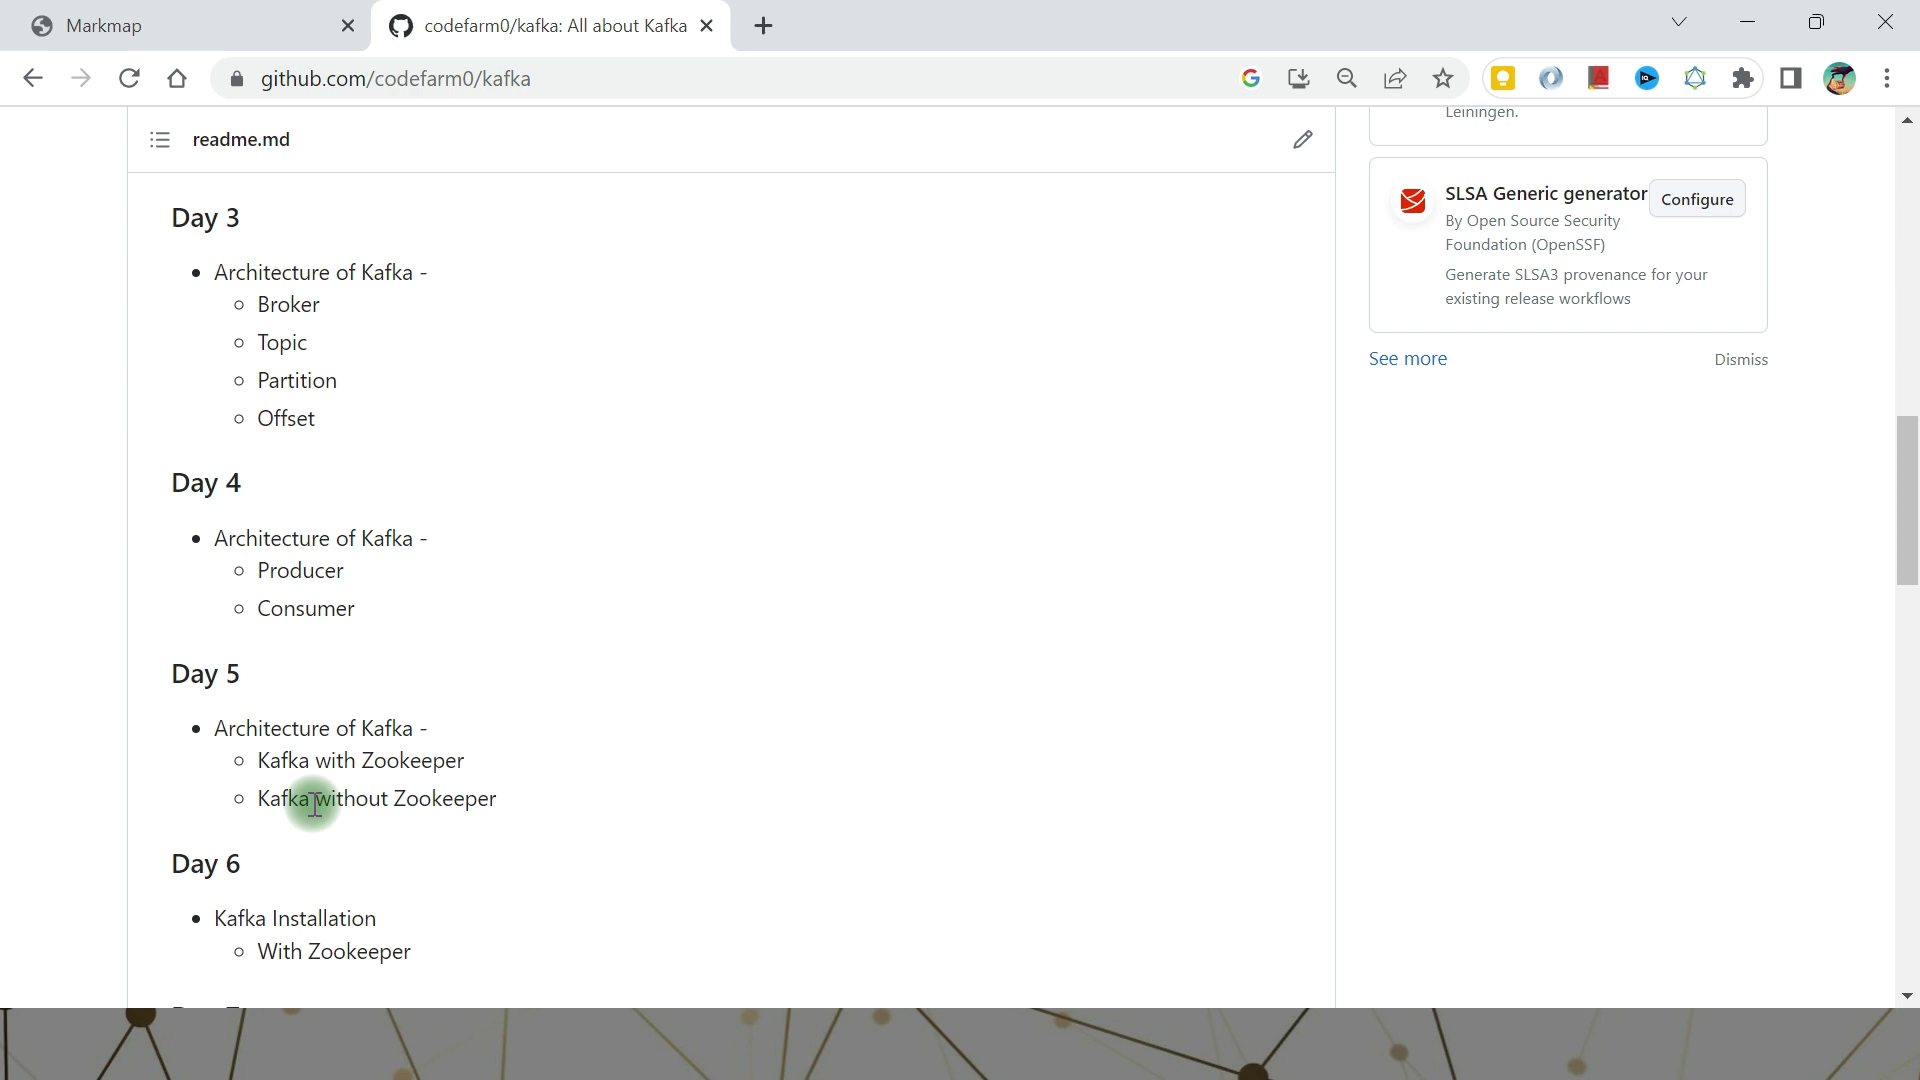 Markmap
codefarm0/kafka: All about Kafka
github.com/codefarm0/kafka
readme.md
Leiningen.
SLSA Generic generator
Configure
By Open Source Security
Foundation (OpenSSF)
Generate SLSA3 provenance for your
existing release workflows
See more
Dismiss
Day 3
Architecture of Kafka -
Broker
Topic
Partition
Offset
Day 4
Architecture of Kafka -
Producer
Consumer
Day 5
Architecture of Kafka -
Kafka with Zookeeper
Kafka without Zookeeper
Day 6
Kafka Installation
With Zookeeper